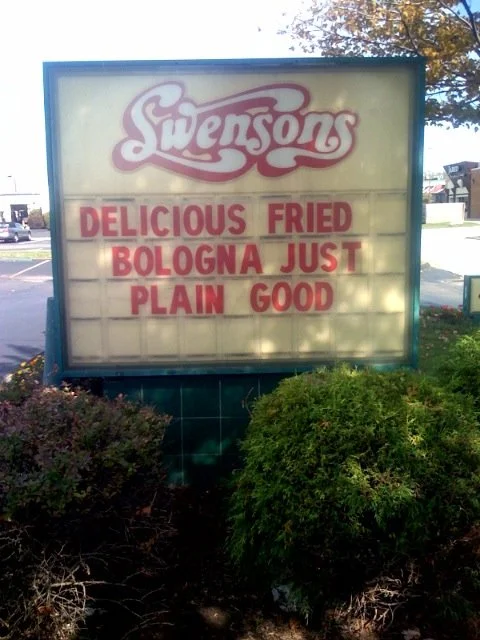 Swensons
DELICIOUS FRIED
BOLOGNA JUST
PLAIN GOOD